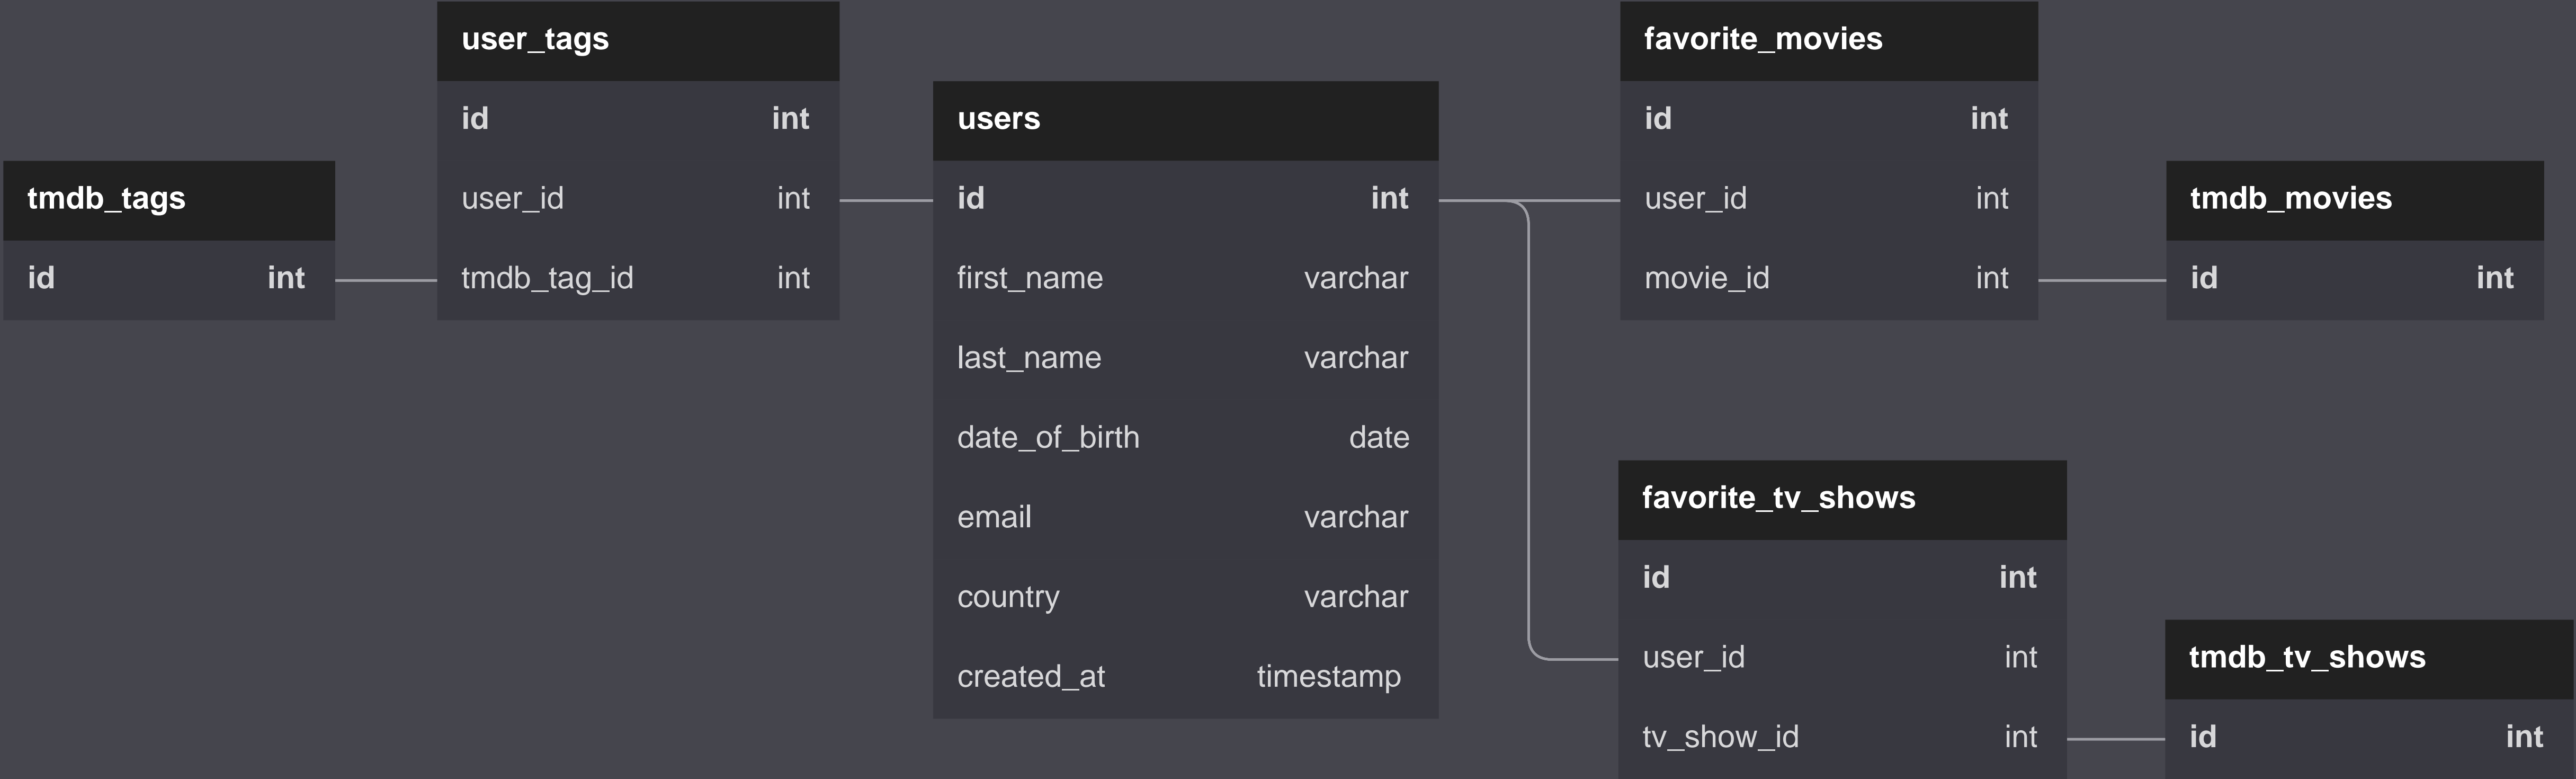 tmdb_tags
id int
user_tags
id int
user_id int
tmdb_tag_id int
users
id int
first_name varchar
last_name varchar
date_of_birth date
email varchar
country varchar
created_at timestamp
favorite_movies
id int
user_id int
movie_id int
tmdb_movies
id int
favorite_tv_shows
id int
user_id int
tv_show_id int
tmdb_tv_shows
id int